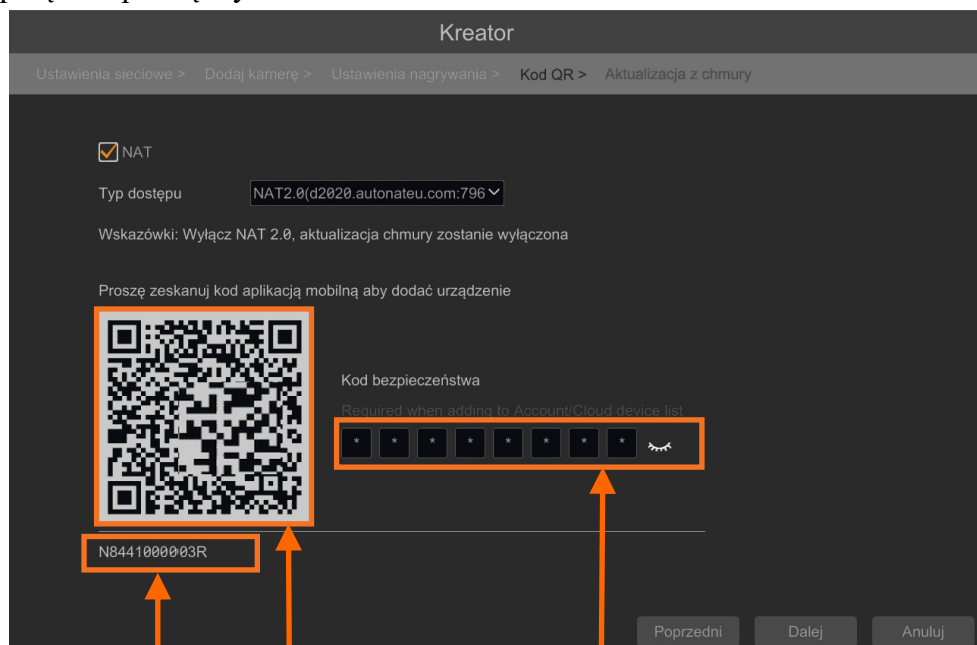 Kreator
Ustawienia sieciowe > Dodaj kamerę > Ustawienia nagrywania > Kod QR > Aktualizacja z chmury
NAT
Typ dostępu NAT2.0(d2020.autonateu.com:796
Wskazówki: Wyłącz NAT 2.0, aktualizacja chmury zostanie wyłączona
Proszę zeskanuj kod aplikacją mobilną aby dodać urządzenie
Kod bezpieczeństwa
Required when adding to Account/Cloud device list
* * * * * * * *
N8441000003R
Poprzedni Dalej Anuluj